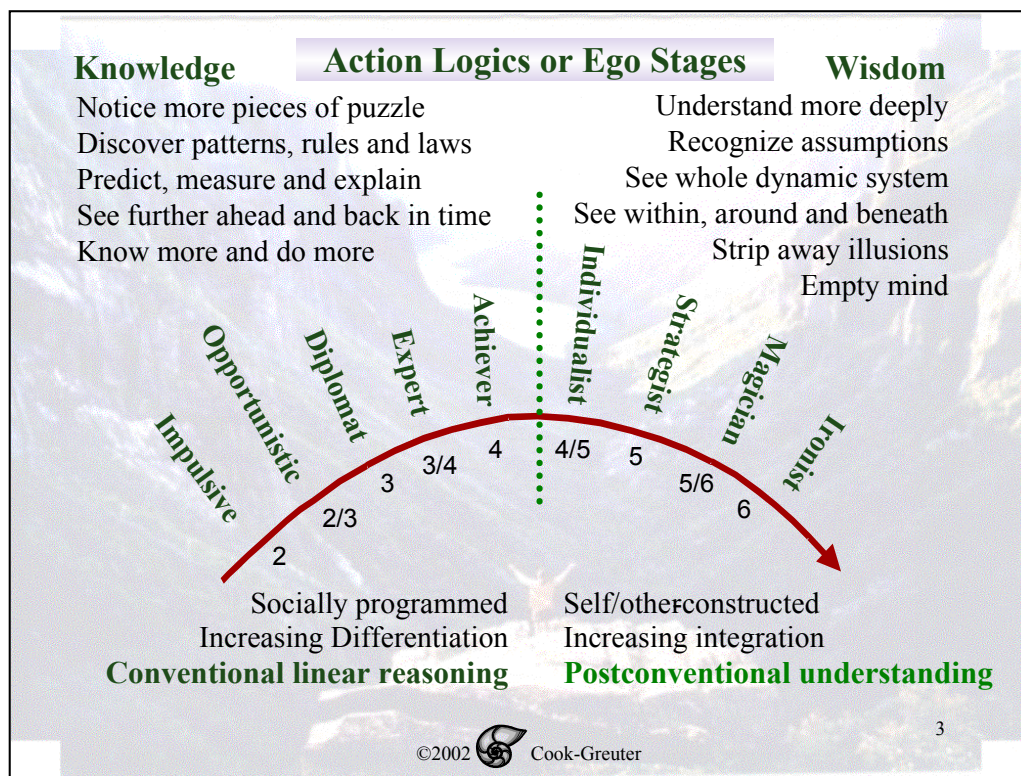 Action Logics or Ego Stages
Knowledge
Notice more pieces of puzzle
Discover patterns, rules and laws
Predict, measure and explain
See further ahead and back in time
Know more and do more
Wisdom
Understand more deeply
Recognize assumptions
See whole dynamic system
See within, around and beneath
Strip away illusions
Empty mind
Impulsive
Opportunistic
Diplomat
Expert
Achiever
Individualist
Strategist
Magician
Ironist
2
2/3
3
3/4
4
4/5
5
5/6
6
Socially programmed
Increasing Differentiation
Conventional linear reasoning
Self/other-constructed
Increasing integration
Postconventional understanding
3
©2002 Cook-Greuter